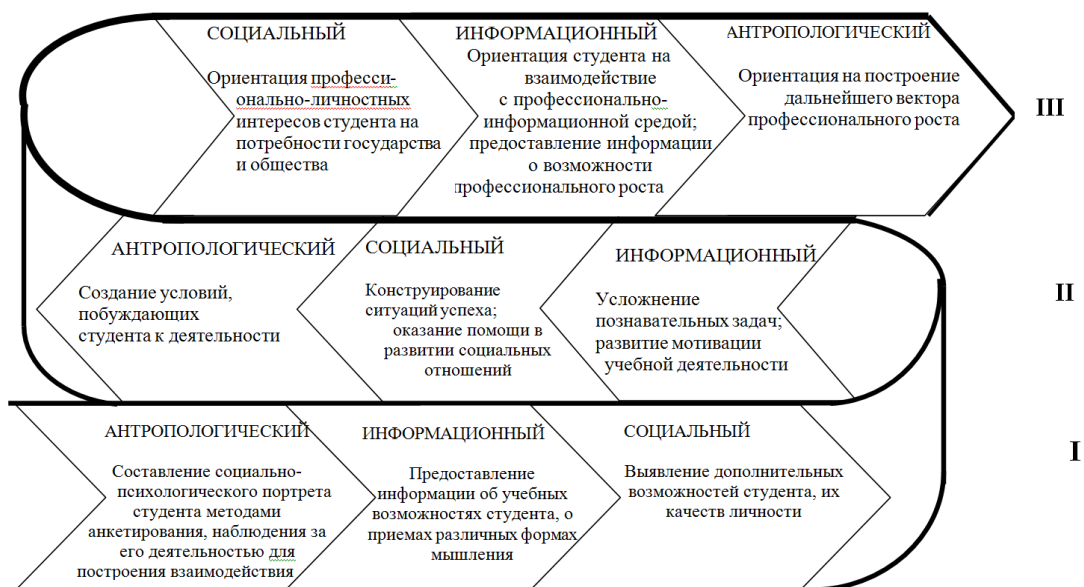 СОЦИАЛЬНЫЙ
Ориентация професси-
онально-личностных
интересов студента на
потребности государства
и общества
ИНФОРМАЦИОННЫЙ
Ориентация студента на
взаимодействие
с профессионально-
информационной средой;
предоставление информации
о возможности
профессионального роста
АНТРОПОЛОГИЧЕСКИЙ
Ориентация на построение
дальнейшего вектора
профессионального роста
III
АНТРОПОЛОГИЧЕСКИЙ
Создание условий,
побуждающих
студента к деятельности
СОЦИАЛЬНЫЙ
Конструирование
ситуаций успеха;
оказание помощи в
развитии социальных
отношений
ИНФОРМАЦИОННЫЙ
Усложнение
познавательных задач;
развитие мотивации
учебной деятельности
II
АНТРОПОЛОГИЧЕСКИЙ
Составление социально-
психологического портрета
студента методами
анкетирования, наблюдения за
его деятельностью для
построения взаимодействия
ИНФОРМАЦИОННЫЙ
Предоставление
информации об учебных
возможностях студента, о
приемах различных формах
мышления
СОЦИАЛЬНЫЙ
Выявление дополнительных
возможностей студента, их
качеств личности
I